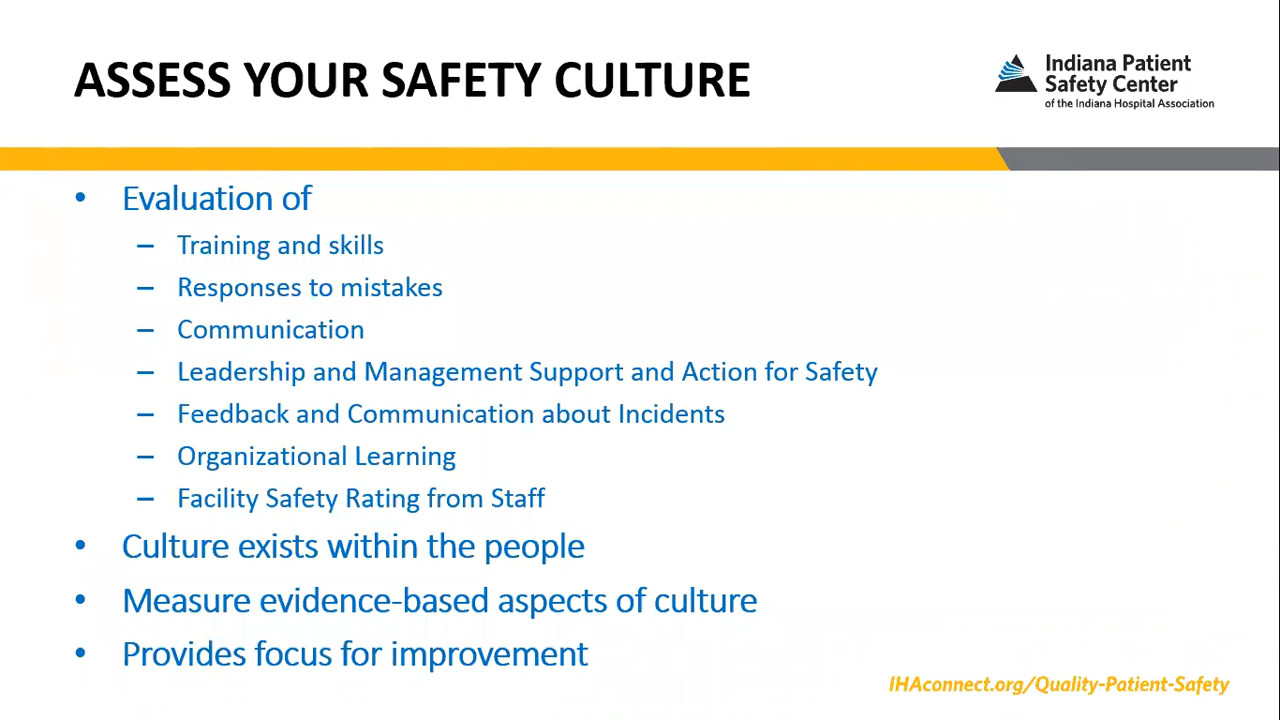 ASSESS YOUR SAFETY CULTURE
Indiana Patient
Safety Center
of the Indiana Hospital Association
• Evaluation of
– Training and skills
– Responses to mistakes
– Communication
– Leadership and Management Support and Action for Safety
– Feedback and Communication about Incidents
– Organizational Learning
– Facility Safety Rating from Staff
• Culture exists within the people
• Measure evidence-based aspects of culture
• Provides focus for improvement
IHAconnect.org/Quality-Patient-Safety